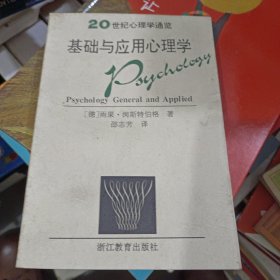 20世纪心理学通览
基础与应用心理学
Psychology
Psychology General and Applied
[德]雨果·闵斯特伯格 著
邵志芳 译
浙江教育出版社